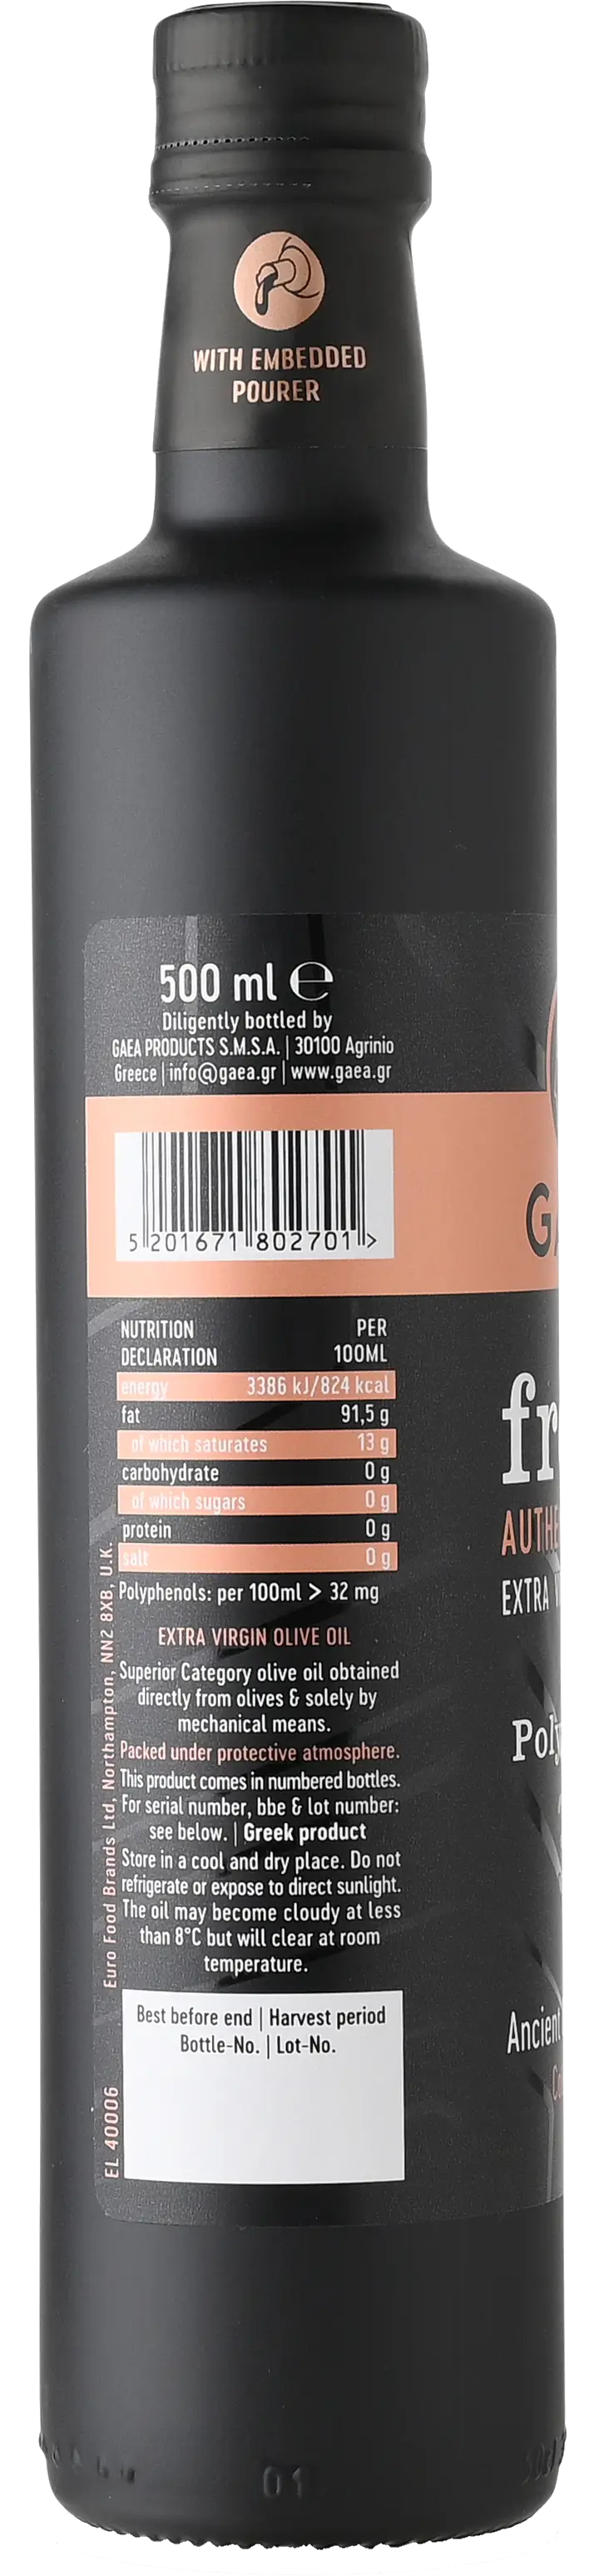 WITH EMBEDDED
POURER
500 ml ℮
Diligently bottled by
GAEA PRODUCTS S.M.S.A. | 30100 Agrinio
Greece | info@gaea.gr | www.gaea.gr
5 201671 802701 >
NUTRITION DECLARATION PER 100ML
energy 3386 kJ/824 kcal
fat 91,5 g
of which saturates 13 g
carbohydrate 0 g
of which sugars 0 g
protein 0 g
salt 0 g
Polyphenols: per 100ml > 32 mg
EXTRA VIRGIN OLIVE OIL
Superior Category olive oil obtained
directly from olives & solely by
mechanical means.
Packed under protective atmosphere.
This product comes in numbered bottles.
For serial number, bbe & lot number:
see below. | Greek product
Store in a cool and dry place. Do not
refrigerate or expose to direct sunlight.
The oil may become cloudy at less
than 8°C but will clear at room
temperature.
Best before end | Harvest period
Bottle-No. | Lot-No.
Euro Food Brands Ltd, Northampton, NN2 8XB, U.K.
EL 40006
fr
AUTHE
EXTRA V
Poly
Ancient
01